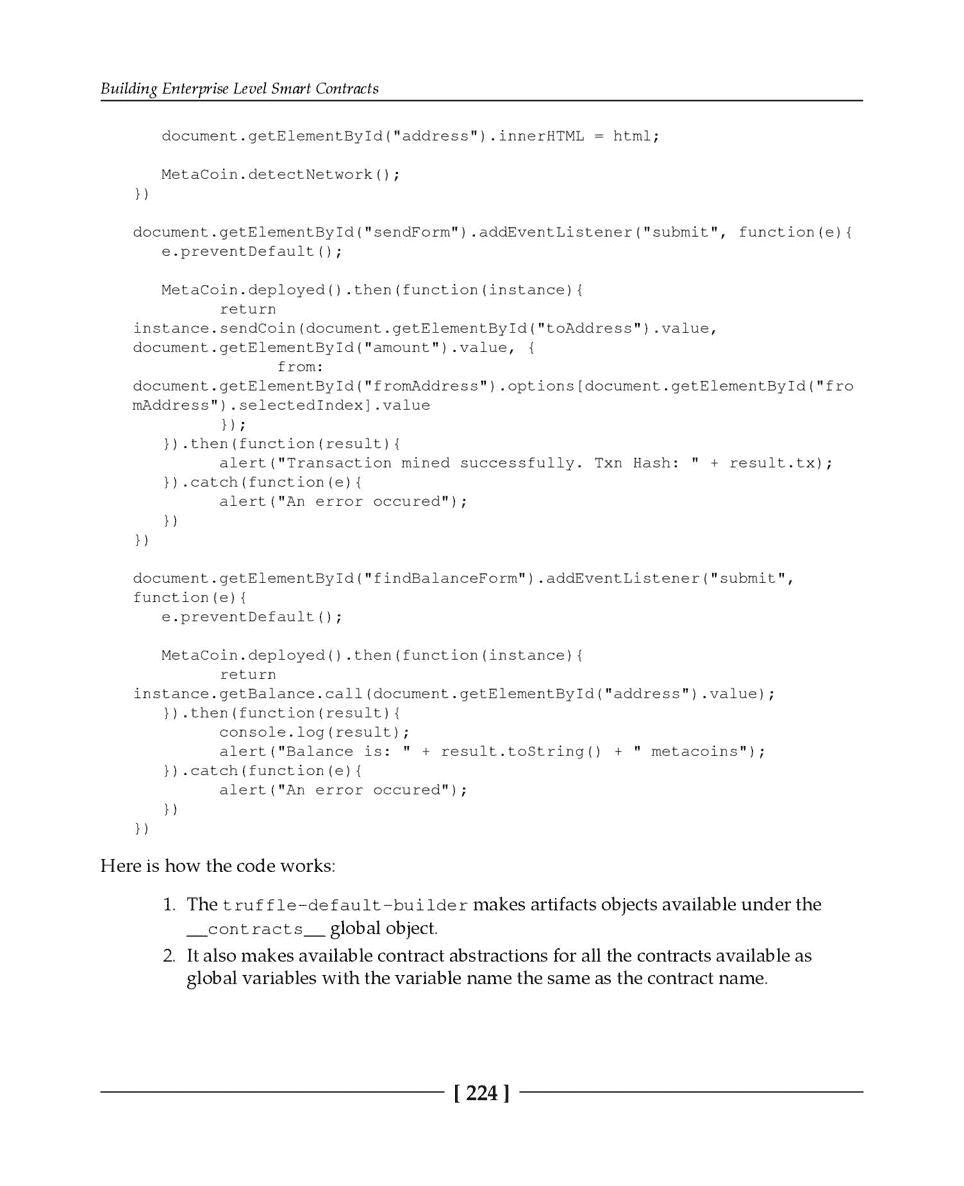 Building Enterprise Level Smart Contracts
document.getElementById("address").innerHTML = html;
MetaCoin.detectNetwork();
})
document.getElementById("sendForm").addEventListener("submit", function(e){
e.preventDefault();
MetaCoin.deployed().then(function(instance){
return
instance.sendCoin(document.getElementById("toAddress").value,
document.getElementById("amount").value, {
from:
document.getElementById("fromAddress").options[document.getElementById("fro
mAddress").selectedIndex].value
});
}).then(function(result){
alert("Transaction mined successfully. Txn Hash: " + result.tx);
}).catch(function(e){
alert("An error occured");
})
})
document.getElementById("findBalanceForm").addEventListener("submit",
function(e){
e.preventDefault();
MetaCoin.deployed().then(function(instance){
return
instance.getBalance.call(document.getElementById("address").value);
}).then(function(result){
console.log(result);
alert("Balance is: " + result.toString() + " metacoins");
}).catch(function(e){
alert("An error occured");
})
})
Here is how the code works:
1. The truffle-default-builder makes artifacts objects available under the
__contracts__ global object.
2. It also makes available contract abstractions for all the contracts available as
global variables with the variable name the same as the contract name.
[ 224 ]